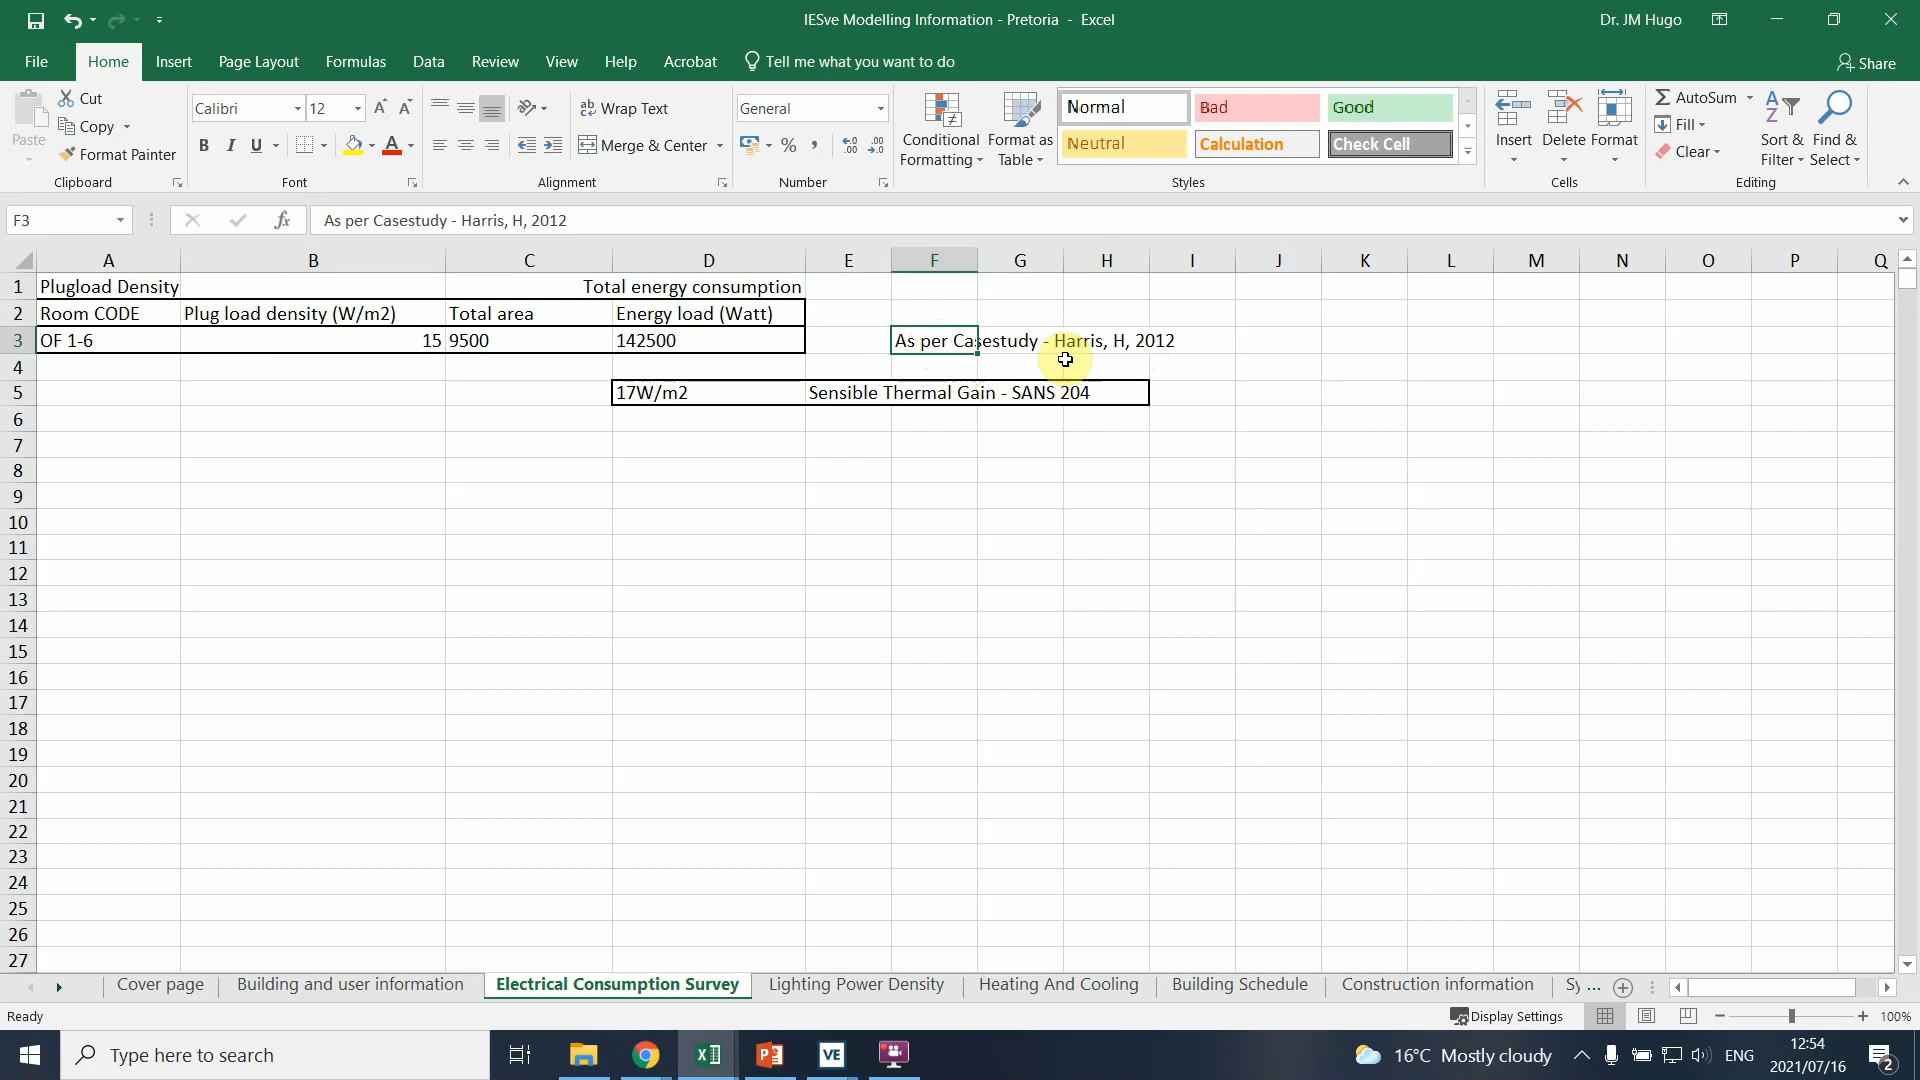 IESve Modelling Information - Pretoria - Excel
Dr. JM Hugo
File Home Insert Page Layout Formulas Data Review View Help Acrobat Tell me what you want to do Share
Paste
Cut
Copy
Format Painter
Clipboard
Calibri 12
B I U
Font
Wrap Text
Merge & Center
Alignment
General
Number
Conditional Formatting
Format as Table
Normal Bad Good
Neutral Calculation Check Cell
Styles
Insert Delete Format
Cells
AutoSum
Fill
Clear
Sort & Filter
Find & Select
Editing
F3 fx As per Casestudy - Harris, H, 2012
A B C D E F G H I J K L M N O P Q
1 Plugload Density Total energy consumption
2 Room CODE Plug load density (W/m2) Total area Energy load (Watt)
3 OF 1-6 15 9500 142500 As per Casestudy - Harris, H, 2012
4
5 17W/m2 Sensible Thermal Gain - SANS 204
6
7
8
9
10
11
12
13
14
15
16
17
18
19
20
21
22
23
24
25
26
27
Cover page Building and user information Electrical Consumption Survey Lighting Power Density Heating And Cooling Building Schedule Construction information Sy ...
Ready Display Settings 100%
Type here to search VE 16°C Mostly cloudy ENG 12:54
2021/07/16 2